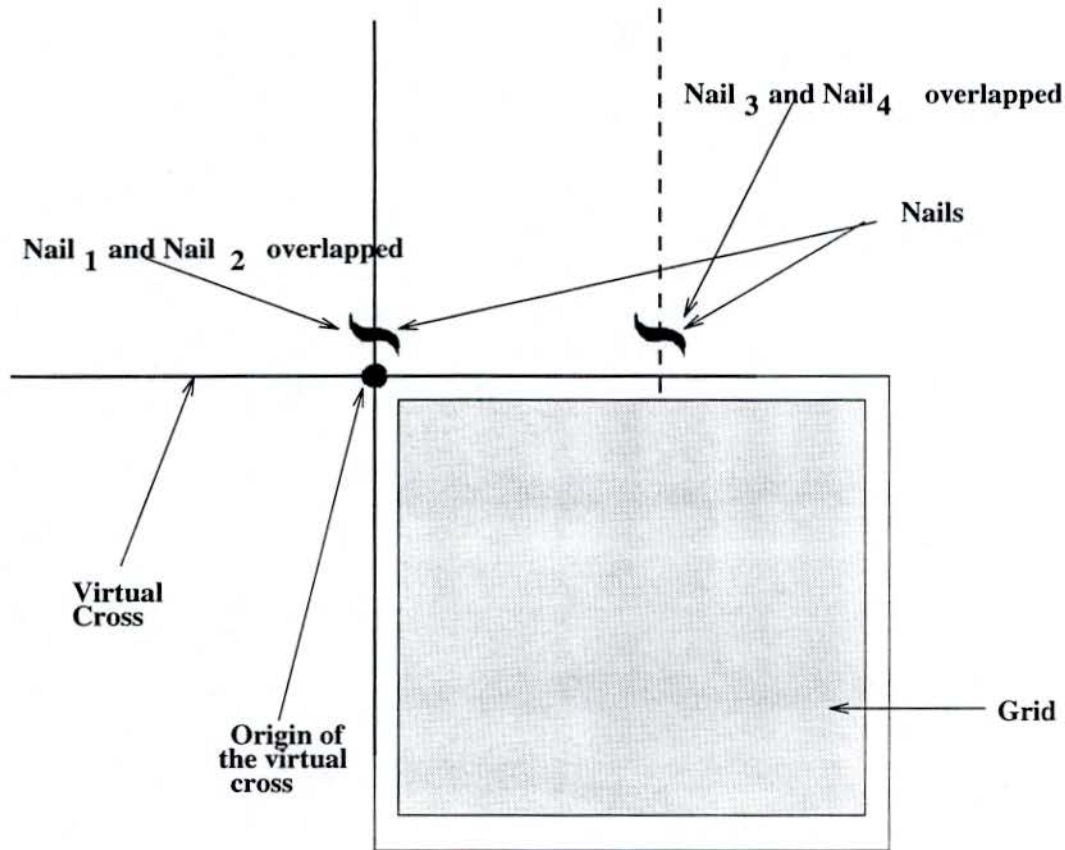 Nail 3 and Nail 4 overlapped
Nails
Nail 1 and Nail 2 overlapped
Virtual
Cross
Origin of
the virtual
cross
Grid